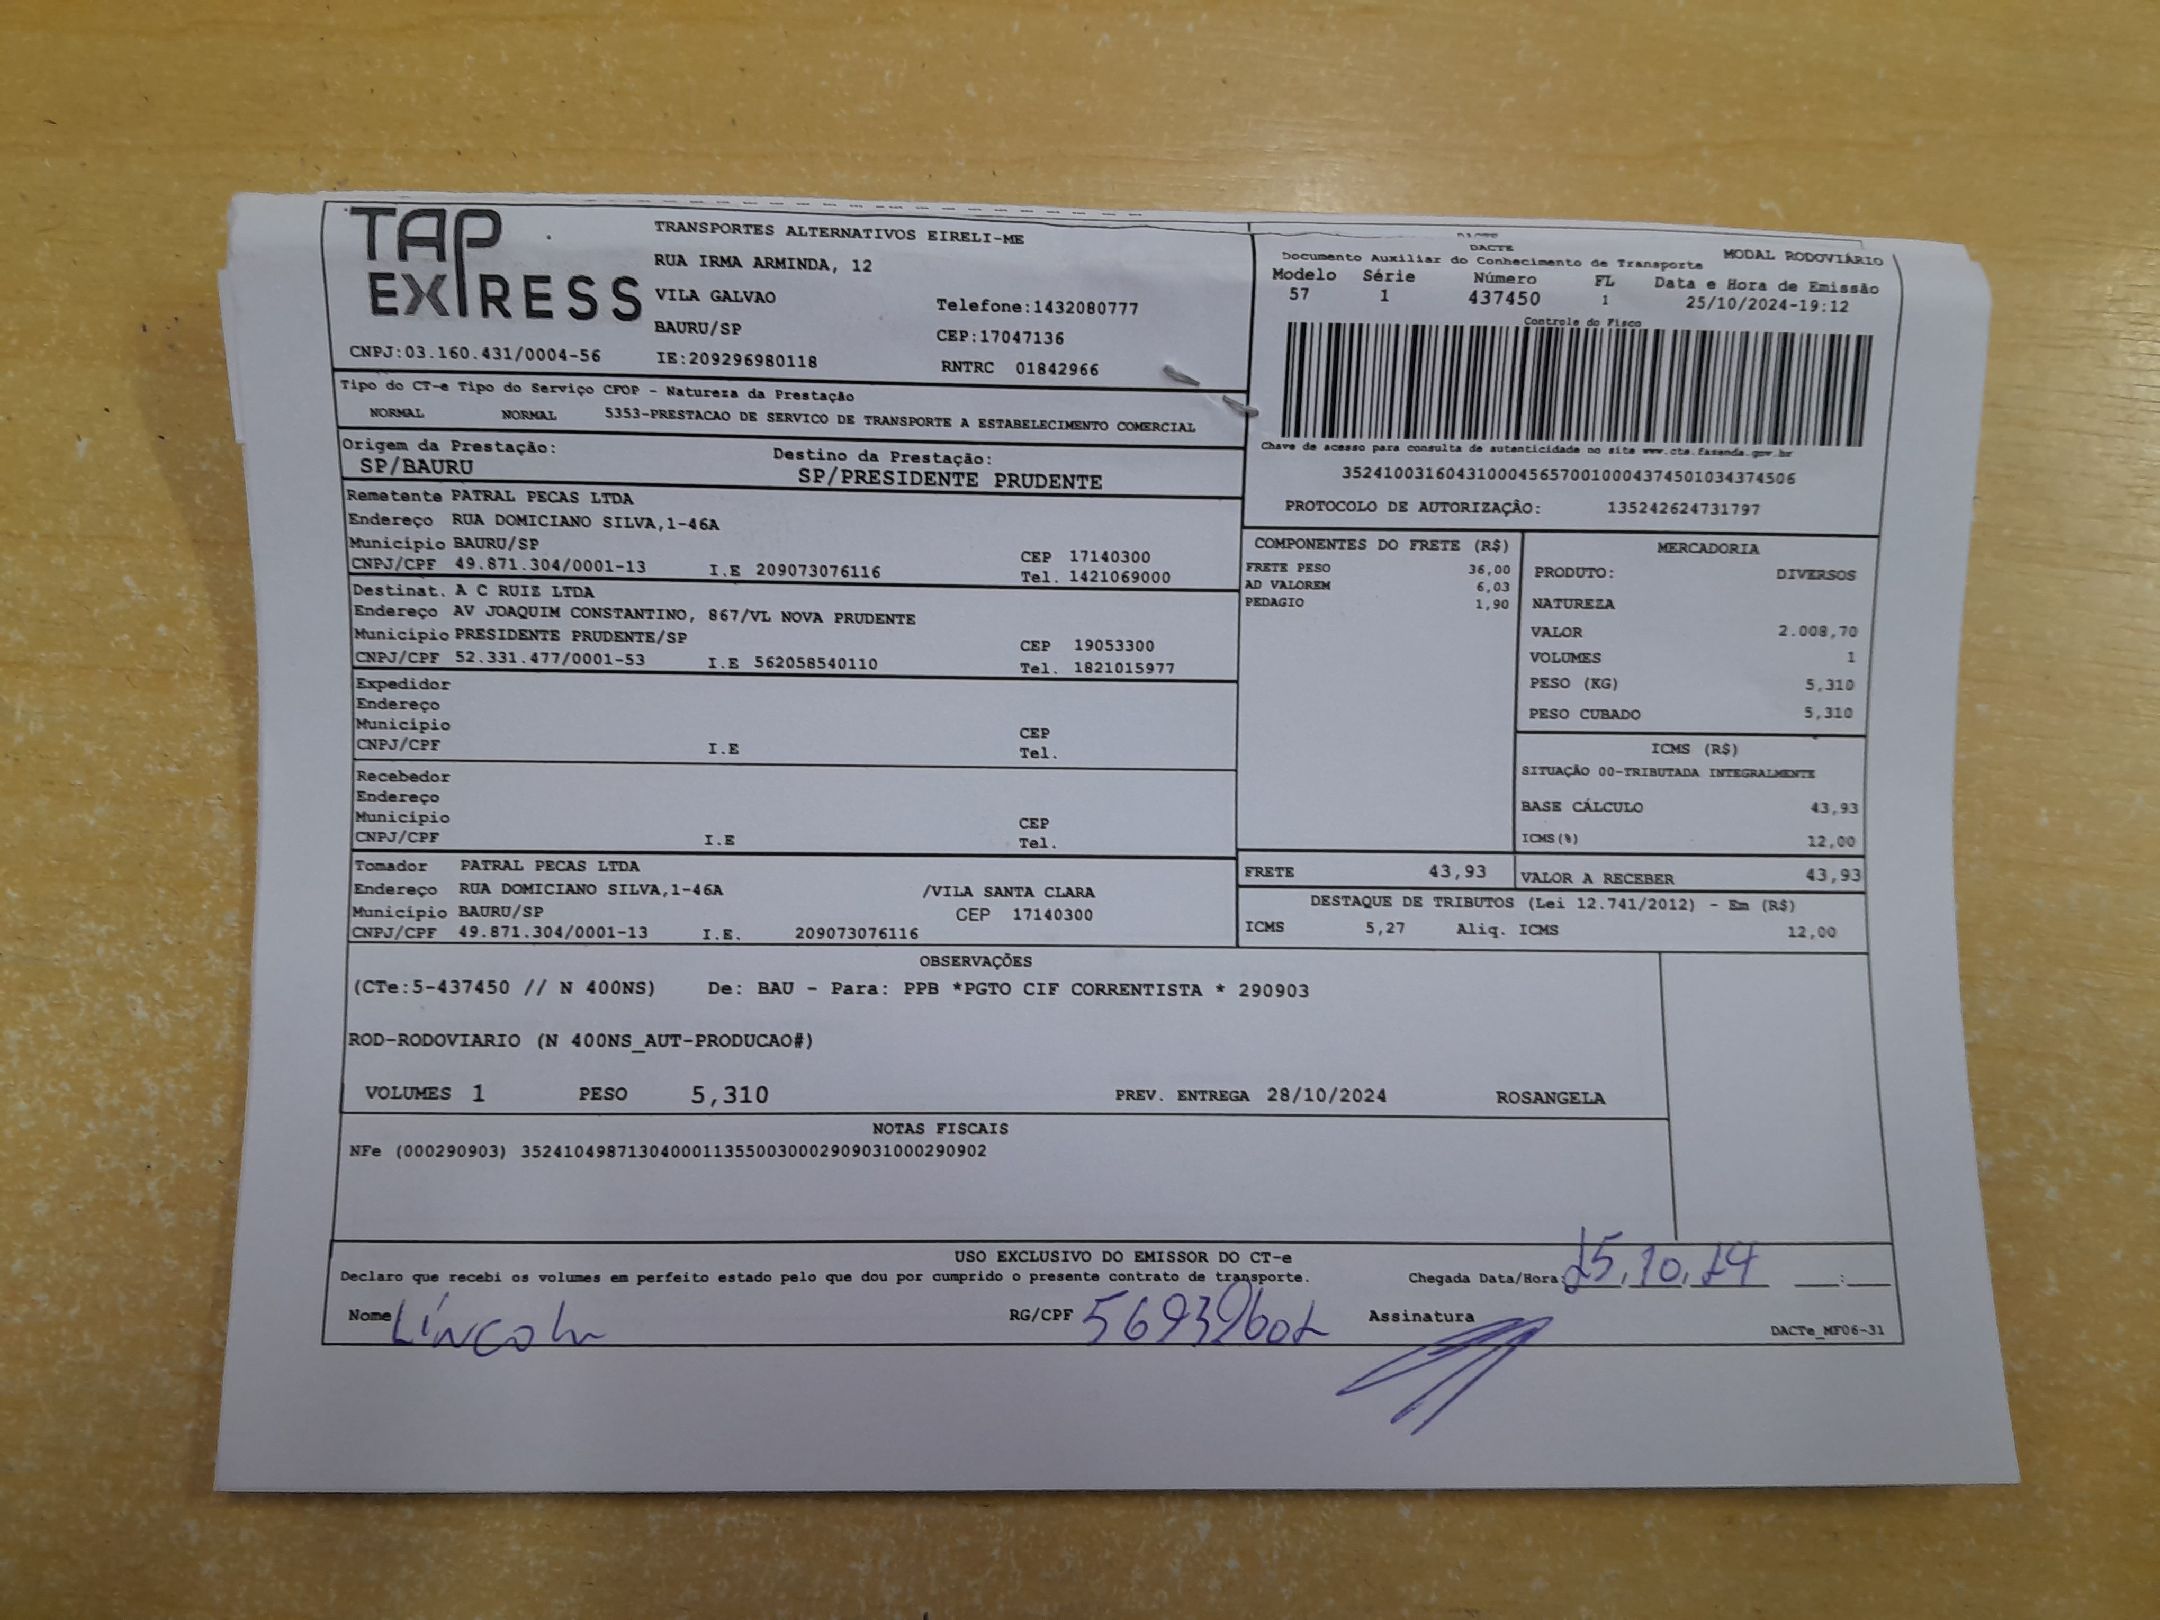 TAP EXPRESS
TRANSPORTES ALTERNATIVOS EIRELI-ME
RUA IRMA ARMINDA, 12
VILA GALVAO Telefone:1432080777
BAURU/SP CEP:17047136
CNPJ:03.160.431/0004-56 IE:209296980118 RNTRC 01842966
DACTE MODAL RODOVIÁRIO
Documento Auxiliar do Conhecimento de Transporte
Modelo Série Número FL Data e Hora de Emissão
57 1 437450 1 25/10/2024-19:12
Controle do Fisco
Chave de acesso para consulta de autenticidade no site www.cte.fazenda.gov.br
35241003160431000456570010004374501034374506
PROTOCOLO DE AUTORIZAÇÃO: 135242624731797
Tipo do CT-e Tipo do Serviço CFOP - Natureza da Prestação
NORMAL NORMAL 5353-PRESTACAO DE SERVICO DE TRANSPORTE A ESTABELECIMENTO COMERCIAL
Origem da Prestação: Destino da Prestação:
SP/BAURU SP/PRESIDENTE PRUDENTE
Remetente PATRAL PECAS LTDA
Endereço RUA DOMICIANO SILVA,1-46A
Município BAURU/SP CEP 17140300
CNPJ/CPF 49.871.304/0001-13 I.E 209073076116 Tel. 1421069000
Destinat. A C RUIZ LTDA
Endereço AV JOAQUIM CONSTANTINO, 867/VL NOVA PRUDENTE
Município PRESIDENTE PRUDENTE/SP CEP 19053300
CNPJ/CPF 52.331.477/0001-53 I.E 562058540110 Tel. 1821015977
Expedidor
Endereço
Município CEP
CNPJ/CPF I.E Tel.
Recebedor
Endereço
Município CEP
CNPJ/CPF I.E Tel.
Tomador PATRAL PECAS LTDA
Endereço RUA DOMICIANO SILVA,1-46A /VILA SANTA CLARA
Município BAURU/SP CEP 17140300
CNPJ/CPF 49.871.304/0001-13 I.E. 209073076116
COMPONENTES DO FRETE (R$)
FRETE PESO 36,00
AD VALOREM 6,03
PEDAGIO 1,90
FRETE 43,93
MERCADORIA
PRODUTO: DIVERSOS
NATUREZA
VALOR 2.008,70
VOLUMES 1
PESO (KG) 5,310
PESO CUBADO 5,310
ICMS (R$)
SITUAÇÃO 00-TRIBUTADA INTEGRALMENTE
BASE CÁLCULO 43,93
ICMS(%) 12,00
VALOR A RECEBER 43,93
DESTAQUE DE TRIBUTOS (Lei 12.741/2012) - Em (R$)
ICMS 5,27 Aliq. ICMS 12,00
OBSERVAÇÕES
(CTe:5-437450 // N 400NS) De: BAU - Para: PPB *PGTO CIF CORRENTISTA * 290903
ROD-RODOVIARIO (N 400NS_AUT-PRODUCAO#)
VOLUMES 1 PESO 5,310 PREV. ENTREGA 28/10/2024 ROSANGELA
NOTAS FISCAIS
NFe (000290903) 35241049871304000113550030002909031000290902
USO EXCLUSIVO DO EMISSOR DO CT-e
Declaro que recebi os volumes em perfeito estado pelo que dou por cumprido o presente contrato de transporte. Chegada Data/Hora:
Nome Lincoln RG/CPF Assinatura
DACTe_MF06-31